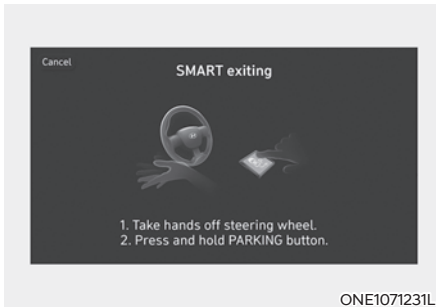 Cancel
SMART exiting
1. Take hands off steering wheel.
2. Press and hold PARKING button.
ONE1071231L